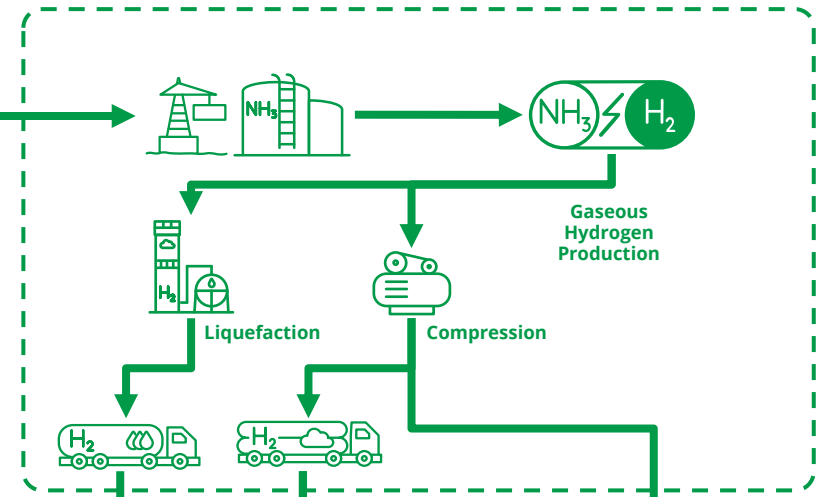 NH₃
NH₃
H₂
Gaseous
Hydrogen
Production
H₂
Liquefaction
Compression
H₂
H₂